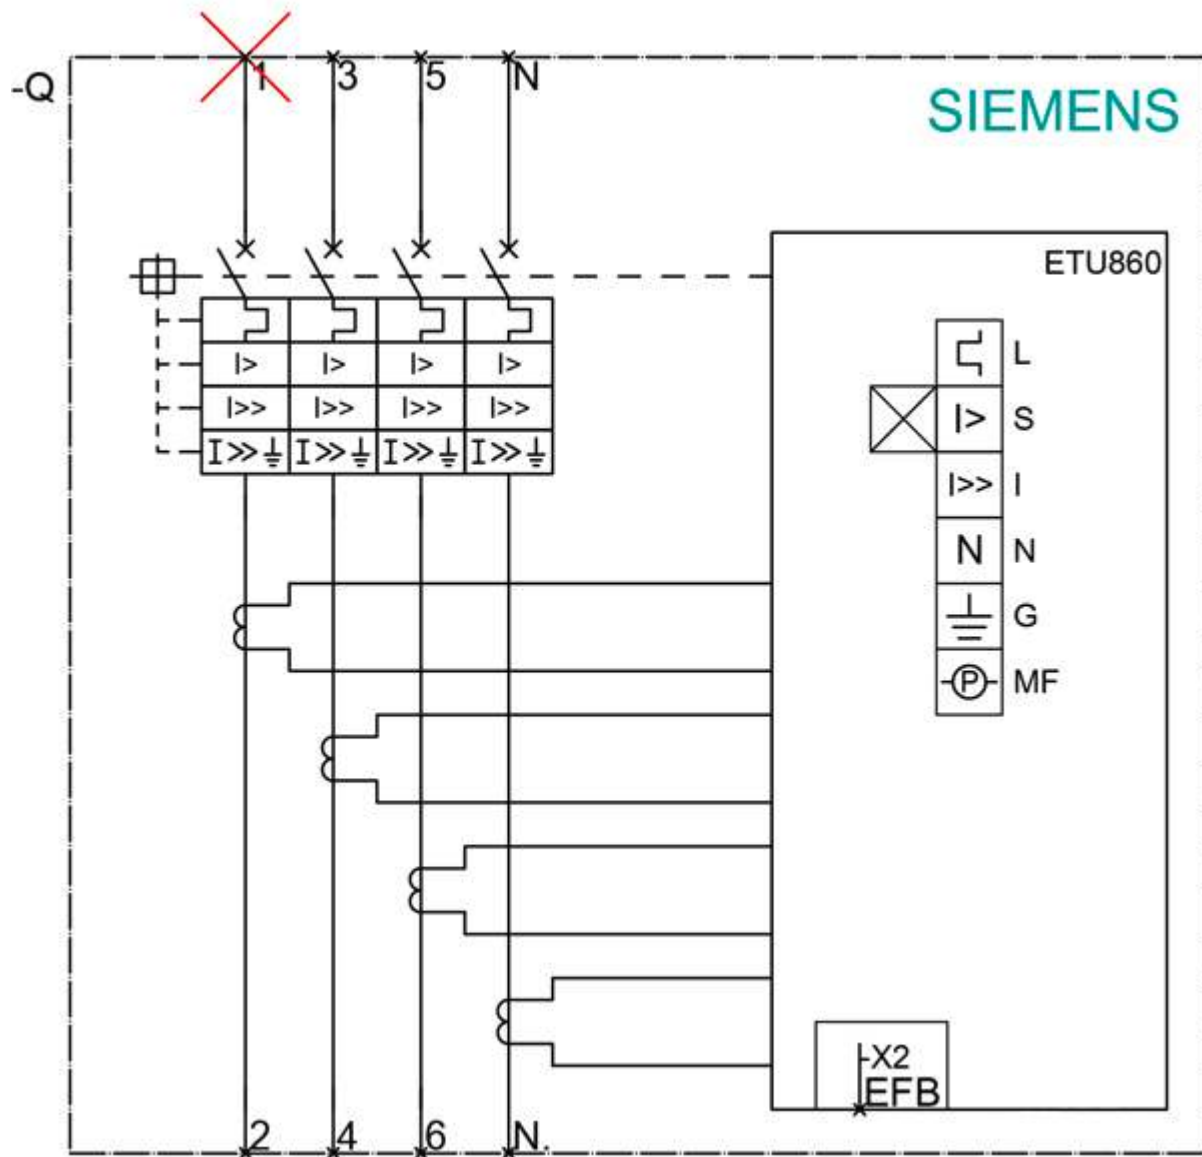 1 3 5 N
-Q
SIEMENS
ETU860
L
I> I> I> I> I> S
I>> I>> I>> I>> I>> I
I>> I>> I>> I>>
N N
G
P MF
-X2
EFB
2 4 6 N.